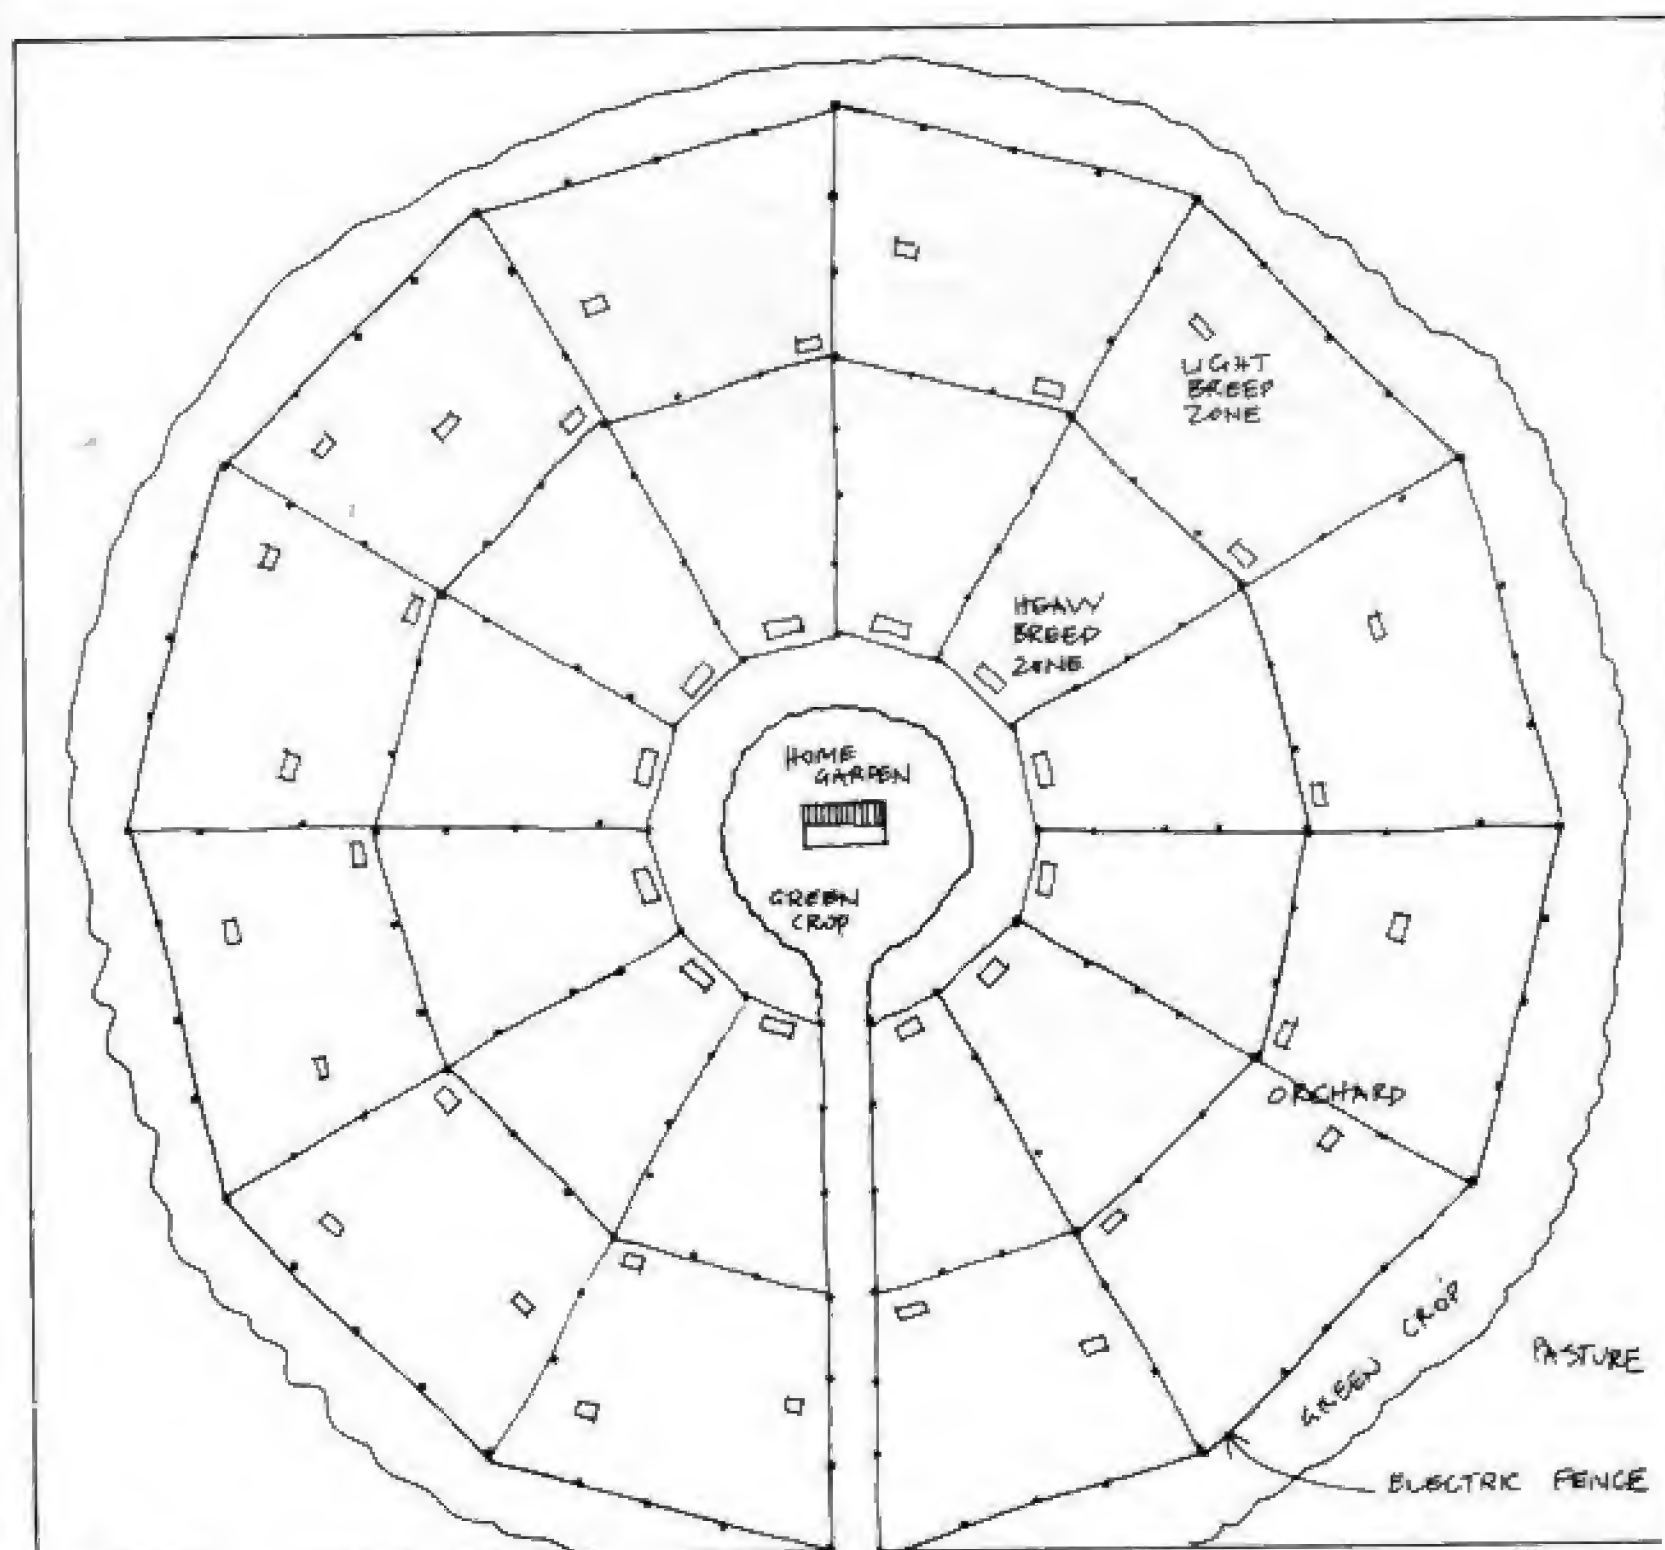 LIGHT
BREED
ZONE
HEAVY
BREED
ZONE
HOME
GARDEN
GREEN
CROP
ORCHARD
GREEN CROP
PASTURE
ELECTRIC FENCE